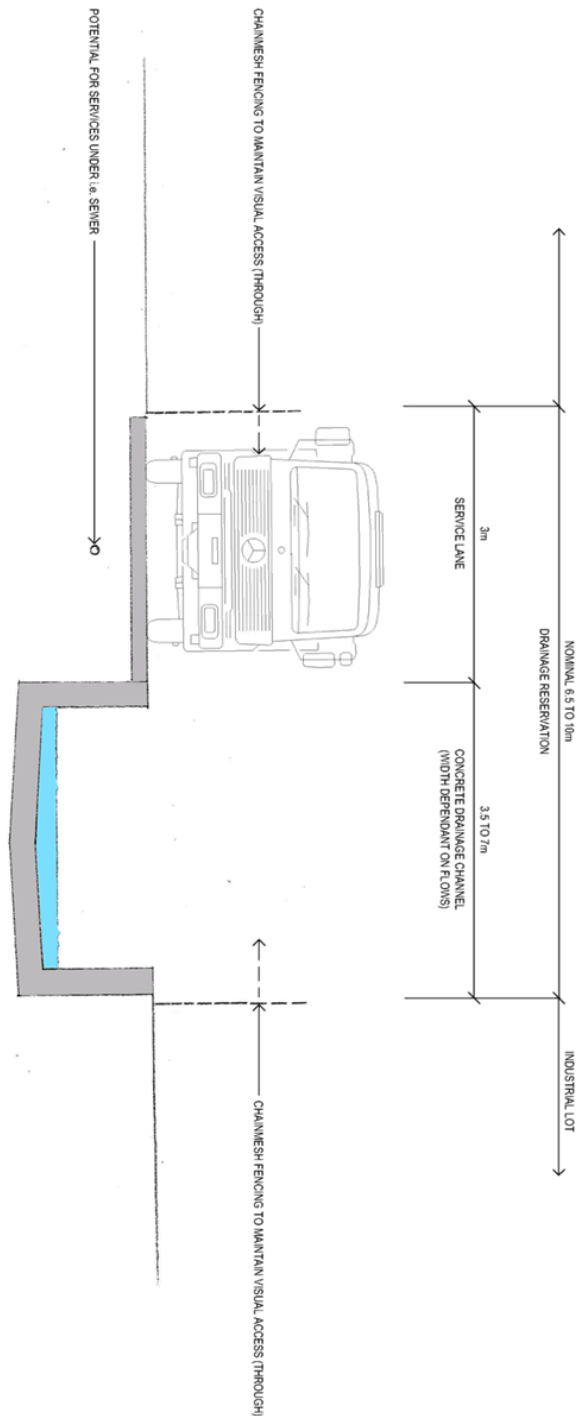 NOMINAL 6.5 TO 10m
DRAINAGE RESERVATION
INDUSTRIAL LOT
3m
SERVICE LANE
3.5 TO 7m
CONCRETE DRAINAGE CHANNEL
(WIDTH DEPENDANT ON FLOWS)
CHAINMESH FENCING TO MAINTAIN VISUAL ACCESS (THROUGH)
CHAINMESH FENCING TO MAINTAIN VISUAL ACCESS (THROUGH)
POTENTIAL FOR SERVICES UNDER i.e. SEWER